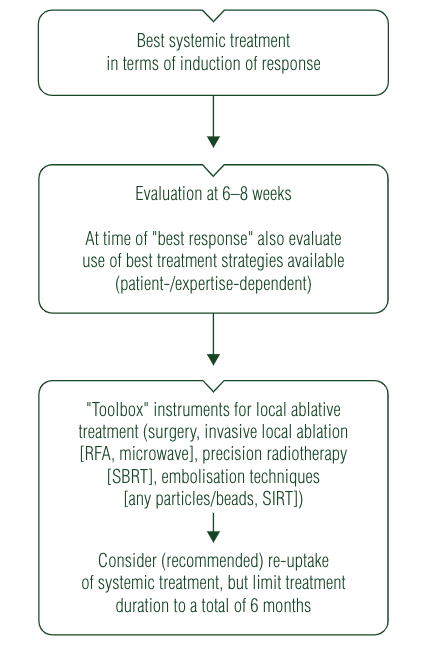 Best systemic treatment
in terms of induction of response
Evaluation at 6–8 weeks
At time of "best response" also evaluate
use of best treatment strategies available
(patient-/expertise-dependent)
"Toolbox" instruments for local ablative
treatment (surgery, invasive local ablation
[RFA, microwave], precision radiotherapy
[SBRT], embolisation techniques
[any particles/beads, SIRT])
Consider (recommended) re-uptake
of systemic treatment, but limit treatment
duration to a total of 6 months